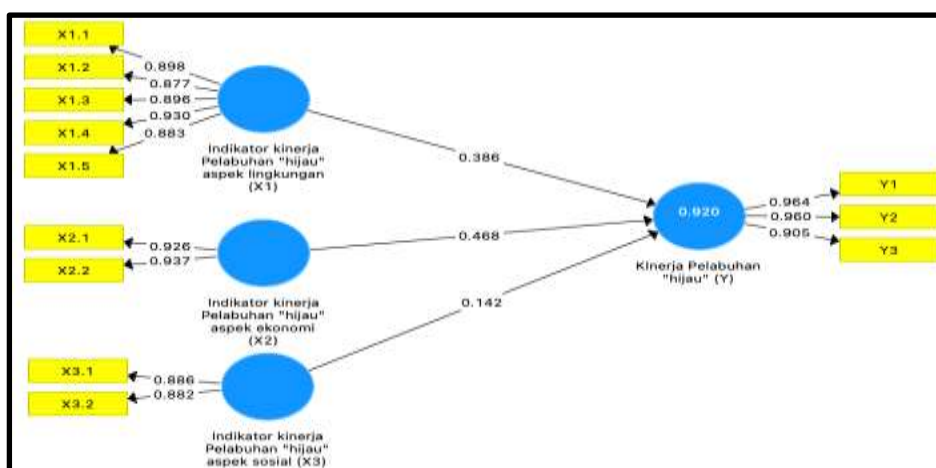 X1.1
X1.2
X1.3
X1.4
X1.5
0.898
0.877
0.896
0.930
0.883
Indikator kinerja
Pelabuhan "hijau"
aspek lingkungan
(X1)
0.386
X2.1
X2.2
0.926
0.937
Indikator kinerja
Pelabuhan "hijau"
aspek ekonomi
(X2)
0.468
X3.1
X3.2
0.886
0.882
Indikator kinerja
Pelabuhan "hijau"
aspek sosial (X3)
0.142
0.920
Kinerja Pelabuhan
"hijau" (Y)
0.964
0.960
0.905
Y1
Y2
Y3